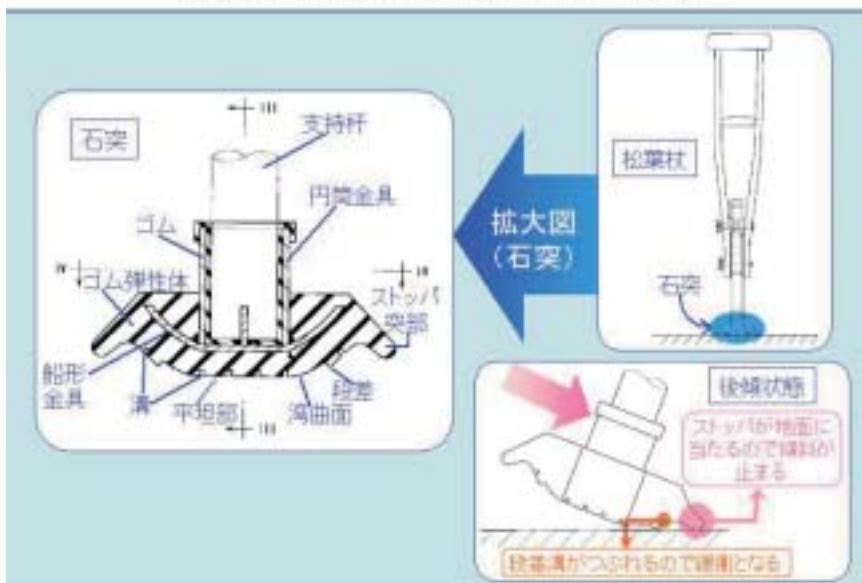 石突
支持杆
円筒金具
ゴム
ゴム弾性体
ストッパ
突部
船形
金具
溝
平坦部
湾曲面
段差
III
III
IV
拡大図
(石突)
松葉杖
石突
後傾状態
ストッパが地面に
当たるので傾斜が
止まる
段差溝がつぶれるので緩衝となる